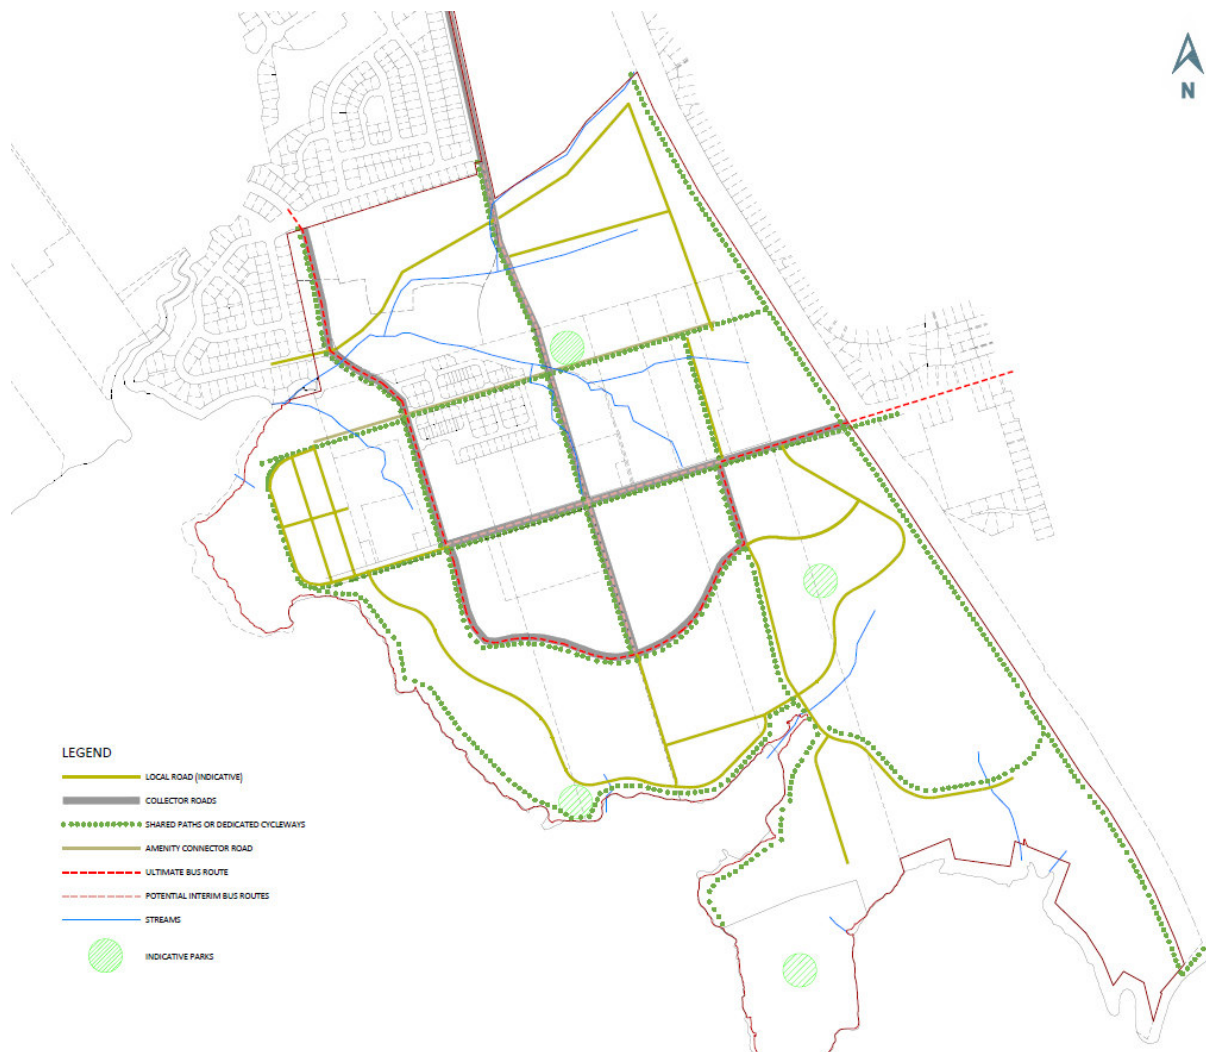 N
LEGEND
LOCAL ROAD (INDICATIVE)
COLLECTOR ROADS
SHARED PATHS OR DEDICATED CYCLEWAYS
AMENITY CONNECTOR ROAD
ULTIMATE BUS ROUTE
POTENTIAL INTERIM BUS ROUTES
STREAMS
INDICATIVE PARKS